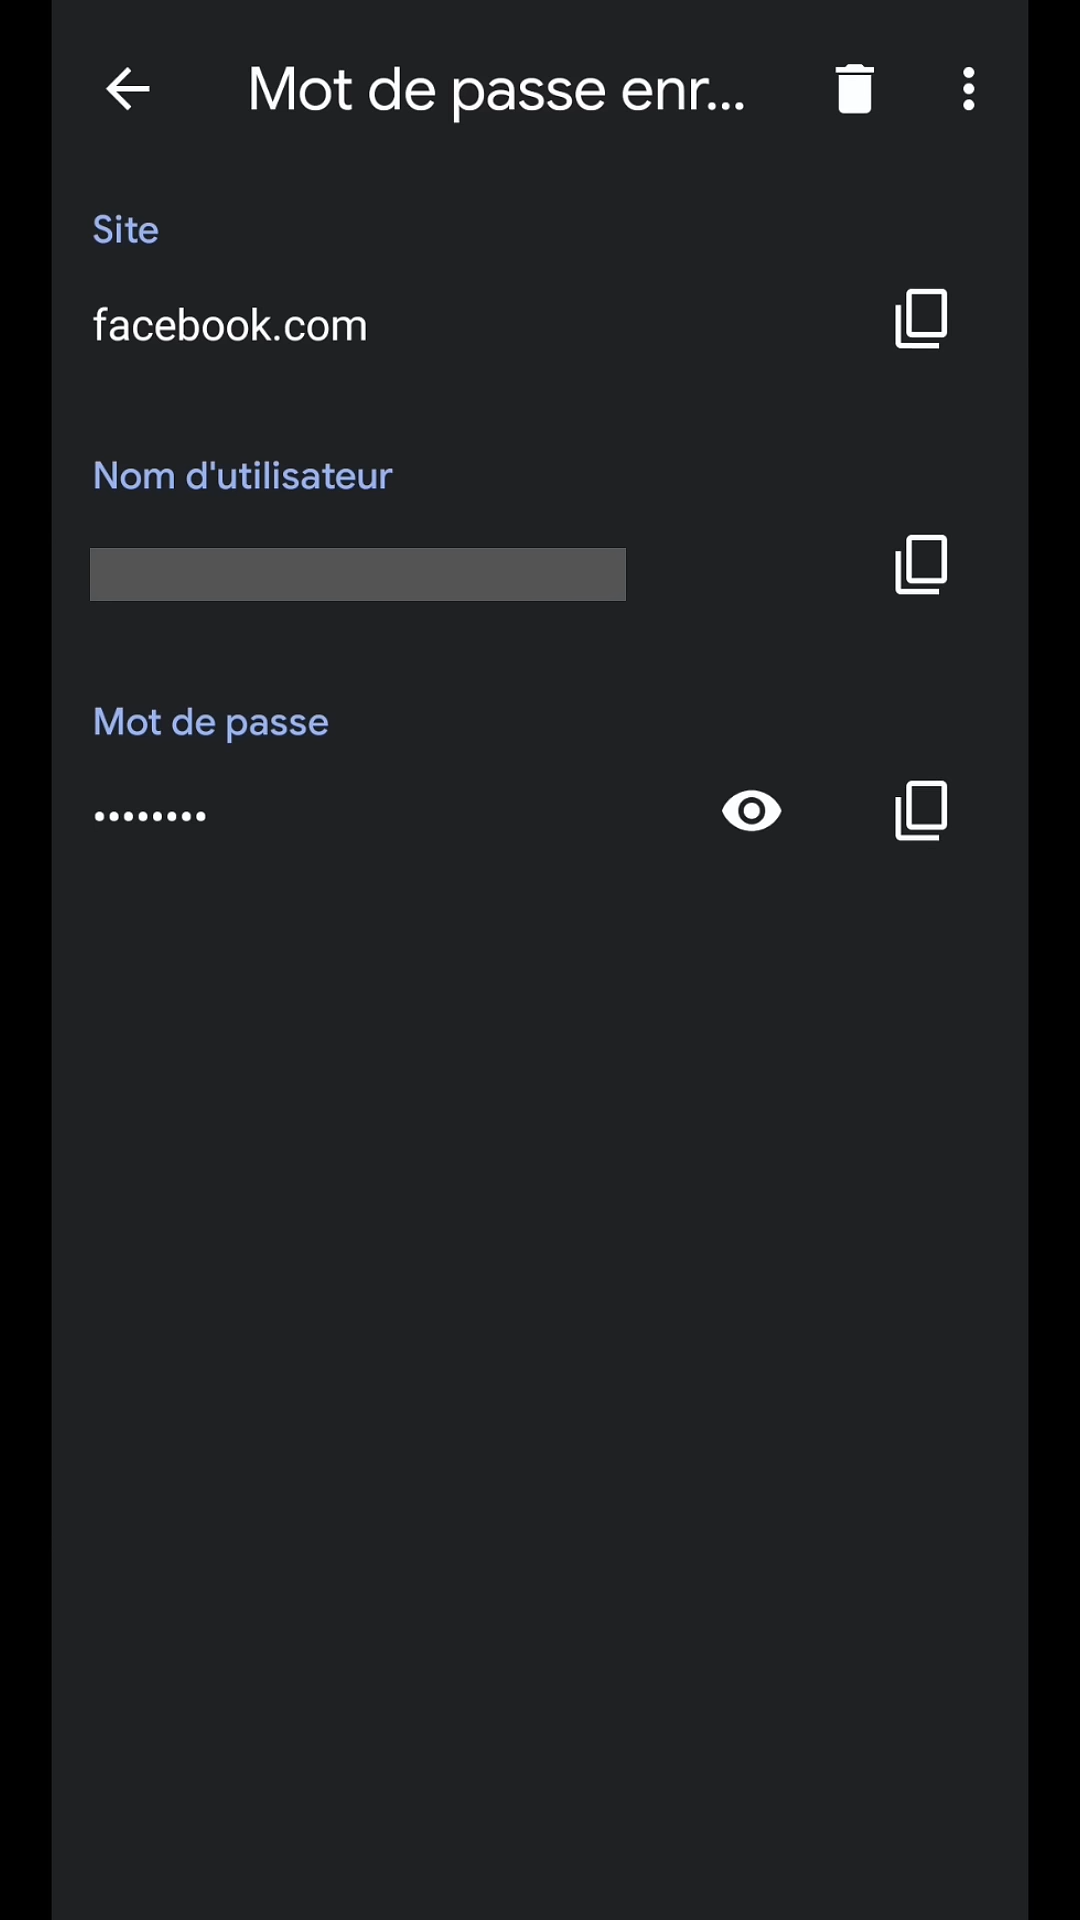 Mot de passe enr...
Site
facebook.com
Nom d'utilisateur
Mot de passe
••••••••